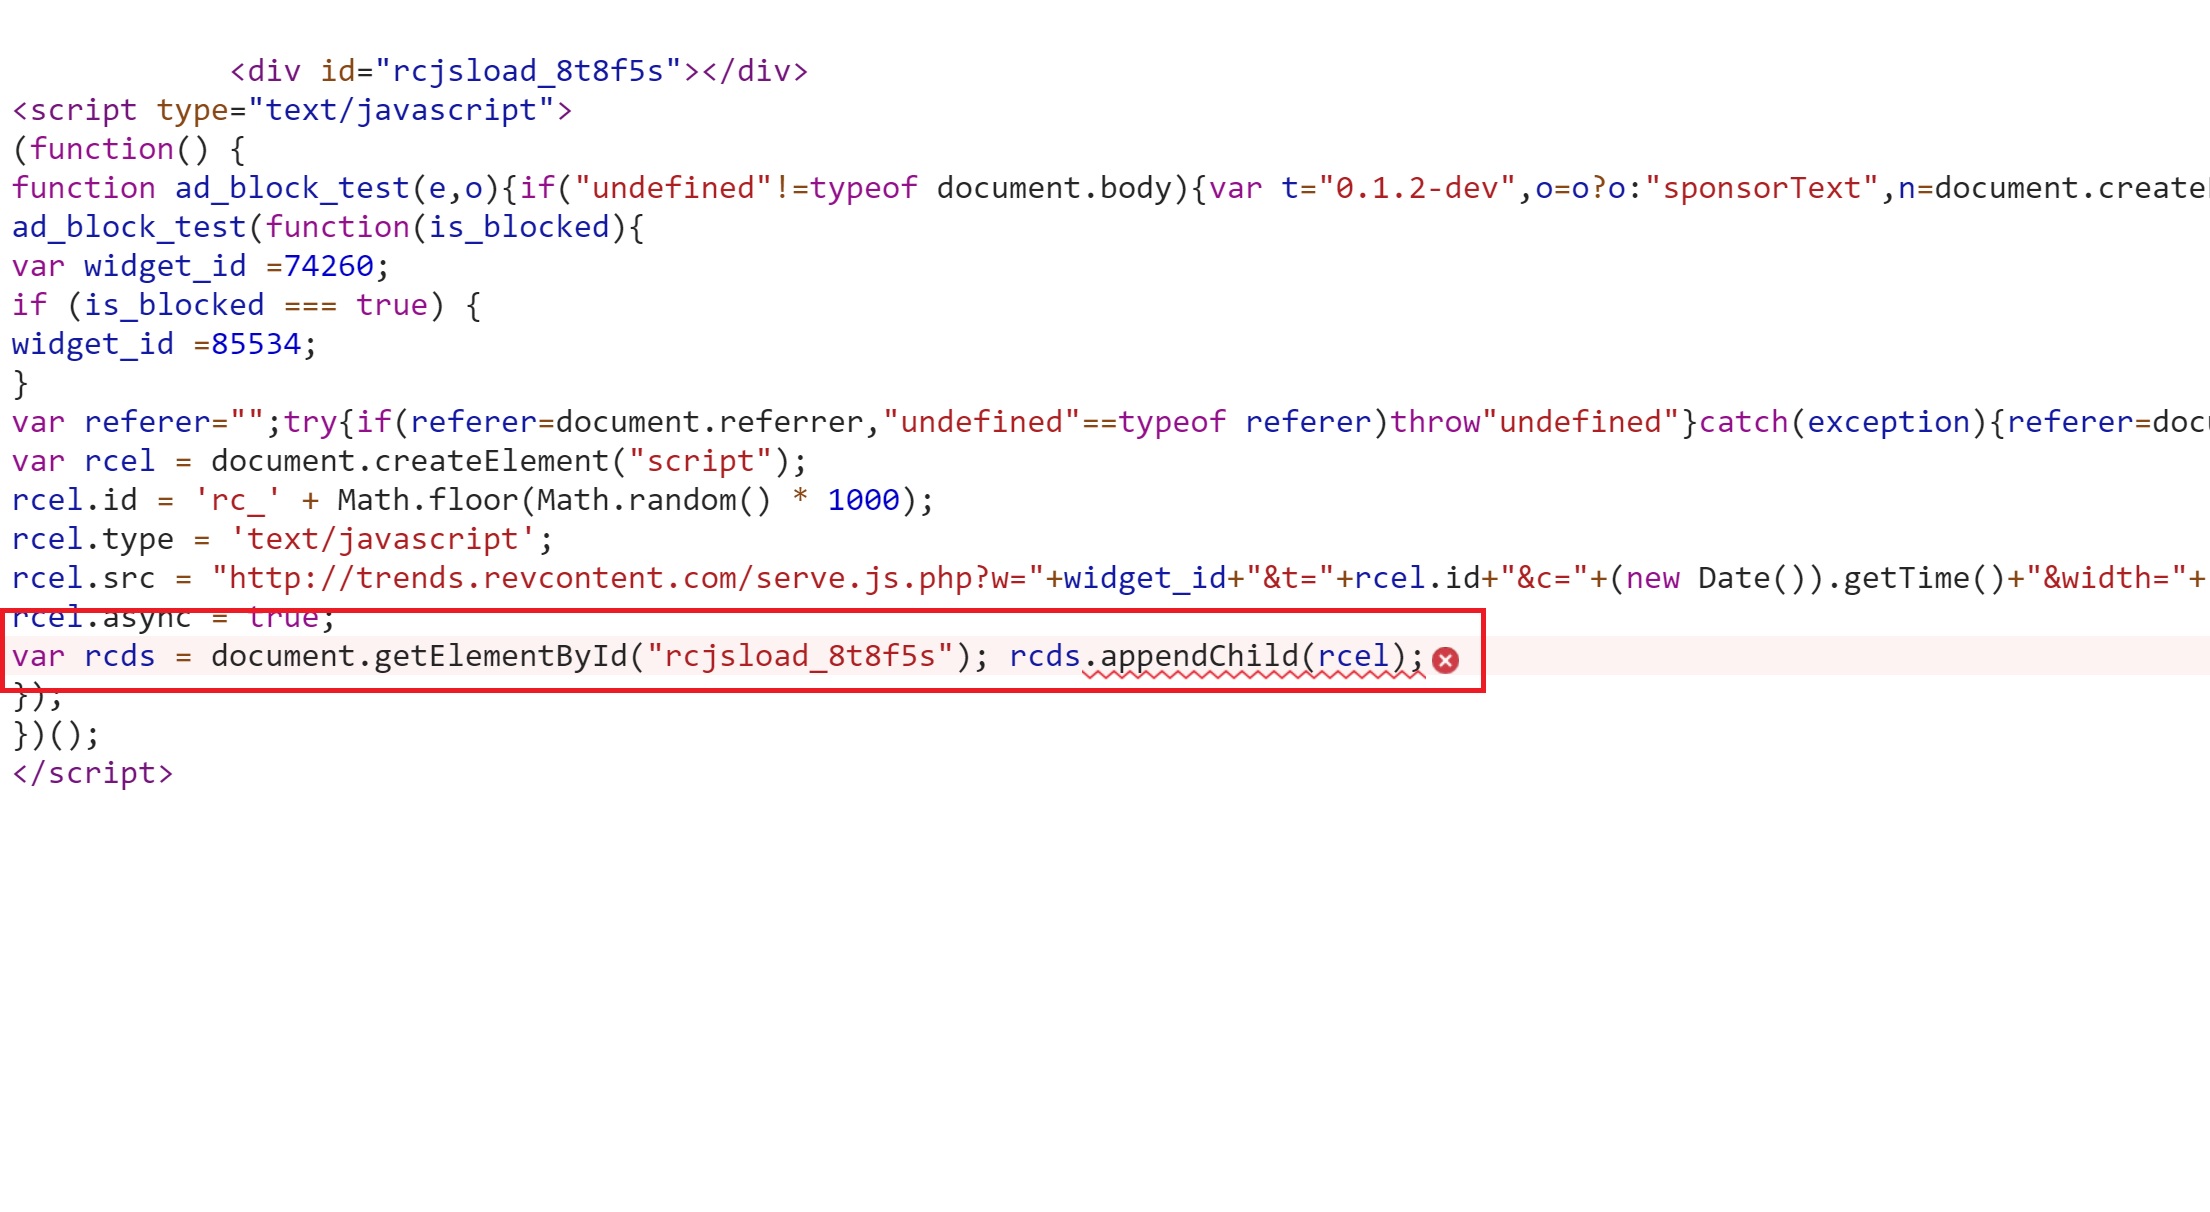 <div id="rcjsload_8t8f5s"></div>
<script type="text/javascript">
(function() {
function ad_block_test(e,o){if("undefined"!=typeof document.body){var t="0.1.2-dev",o=o?o:"sponsorText",n=document.create
ad_block_test(function(is_blocked){
var widget_id =74260;
if (is_blocked === true) {
widget_id =85534;
}
var referer="";try{if(referer=document.referrer,"undefined"==typeof referer)throw"undefined"}catch(exception){referer=doc
var rcel = document.createElement("script");
rcel.id = 'rc_' + Math.floor(Math.random() * 1000);
rcel.type = 'text/javascript';
rcel.src = "http://trends.revcontent.com/serve.js.php?w="+widget_id+"&t="+rcel.id+"&c="+(new Date()).getTime()+"&width="+
rcel.async = true;
var rcds = document.getElementById("rcjsload_8t8f5s"); rcds.appendChild(rcel);
});
})();
</script>